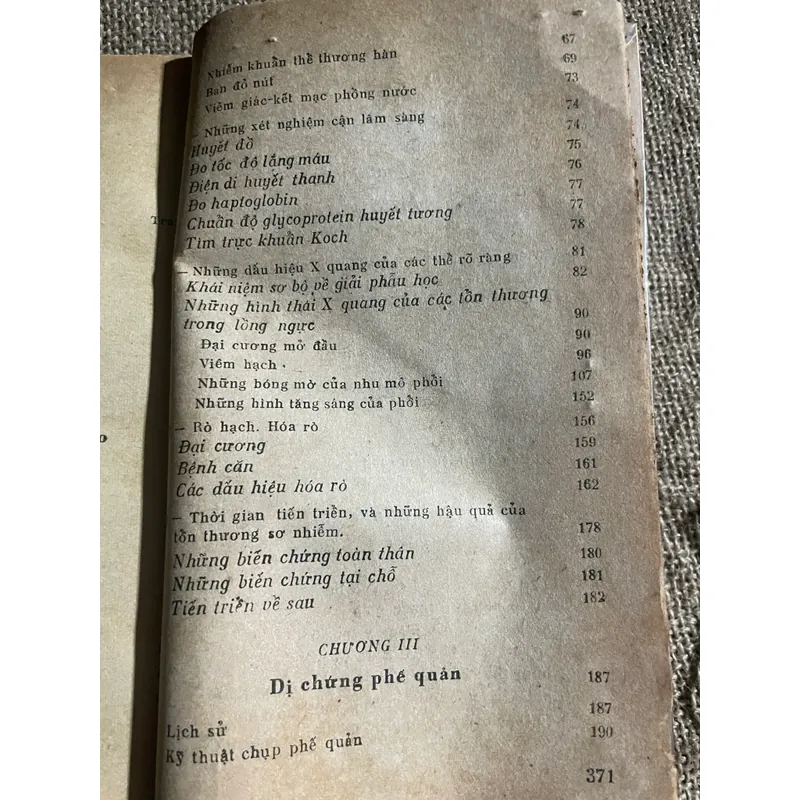 Nhiễm khuẩn thể thương hàn 67
Ban đỏ nút 69
Viêm giác-kết mạc phồng nước 73
— Những xét nghiệm cận lâm sàng 74
Huyết đồ 74
Đo tốc độ lắng máu 75
Điện di huyết thanh 76
Đo haptoglobin 77
Chuẩn độ glycoprotein huyết tương 77
Tìm trực khuẩn Koch 78
— Những dấu hiệu X quang của các thể rõ ràng 81
Khái niệm sơ bộ về giải phẫu học 82
Những hình thái X quang của các tổn thương
trong lồng ngực 90
Đại cương mở đầu 90
Viêm hạch 96
Những bóng mờ của nhu mô phổi 107
Những hình tăng sáng của phổi 152
— Rò hạch. Hóa rò 156
Đại cương 159
Bệnh căn 161
Các dấu hiệu hóa rò 162
— Thời gian tiến triển, và những hậu quả của
tổn thương sơ nhiễm. 178
Những biến chứng toàn thân 180
Những biến chứng tại chỗ 181
Tiến triển về sau 182
CHƯƠNG III
Dị chứng phế quản 187
Lịch sử 187
Kỹ thuật chụp phế quản 190
371